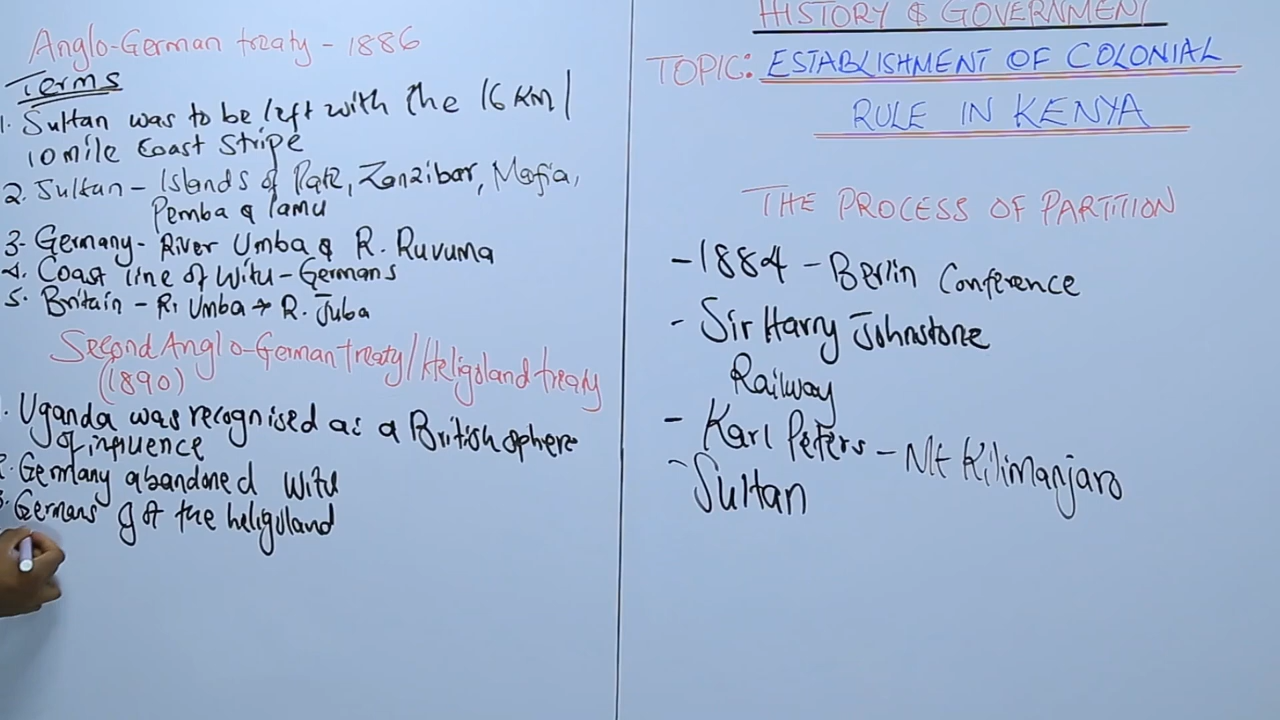 Anglo-German treaty - 1886
Terms
1. Sultan was to be left with the 16 KM/
10 mile Coast Stripe
2. Sultan - Islands of Pate, Zanzibar, Mafia,
Pemba & Lamu
3- Germany - River Umba & R. Ruvuma
4. Coast line of Witu - Germans
5. Britain - R. Umba → R. Juba
Second Anglo-German treaty/Heligoland treaty
(1890)
1. Uganda was recognised as a British sphere
of influence
2. Germany abandoned Witu
3. Germans got the heligoland
HISTORY & GOVERNMENT
TOPIC: ESTABLISHMENT OF COLONIAL
RULE IN KENYA
THE PROCESS OF PARTITION
- 1884 - Berlin Conference
- Sir Harry Johnstone
Railway
- Karl Peters - Mt Kilimanjaro
- Sultan